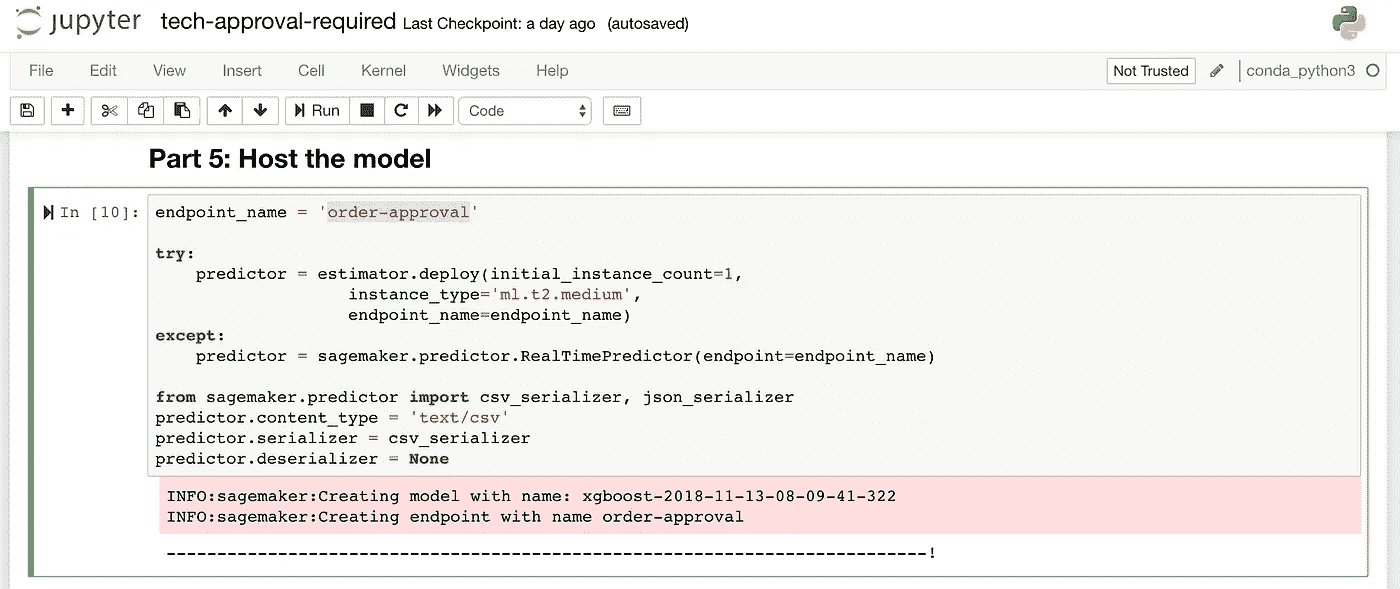 jupyter tech-approval-required Last Checkpoint: a day ago (autosaved)
File Edit View Insert Cell Kernel Widgets Help Not Trusted conda_python3
Run Code
Part 5: Host the model
In [10]: endpoint_name = 'order-approval'
try:
    predictor = estimator.deploy(initial_instance_count=1,
                   instance_type='ml.t2.medium',
                   endpoint_name=endpoint_name)
except:
    predictor = sagemaker.predictor.RealTimePredictor(endpoint=endpoint_name)
from sagemaker.predictor import csv_serializer, json_serializer
predictor.content_type = 'text/csv'
predictor.serializer = csv_serializer
predictor.deserializer = None
INFO:sagemaker:Creating model with name: xgboost-2018-11-13-08-09-41-322
INFO:sagemaker:Creating endpoint with name order-approval
---------------------------------------------------------------------------!